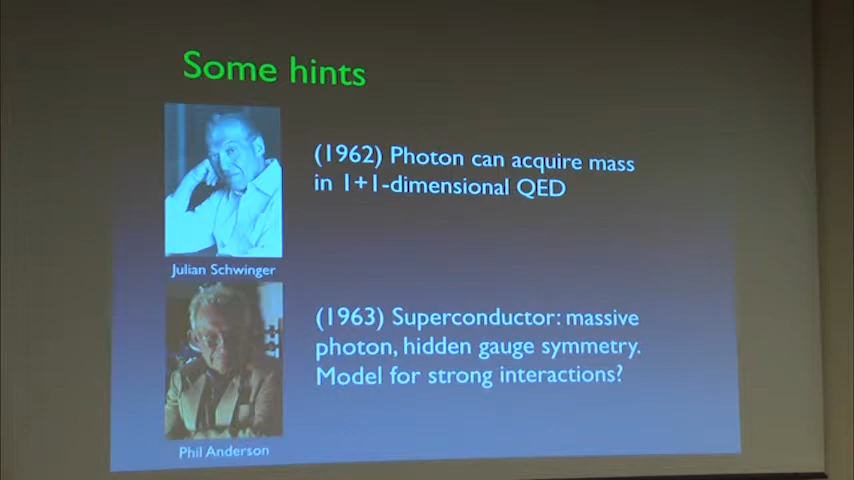 Some hints
(1962) Photon can acquire mass
in 1+1-dimensional QED
Julian Schwinger
(1963) Superconductor: massive
photon, hidden gauge symmetry.
Model for strong interactions?
Phil Anderson